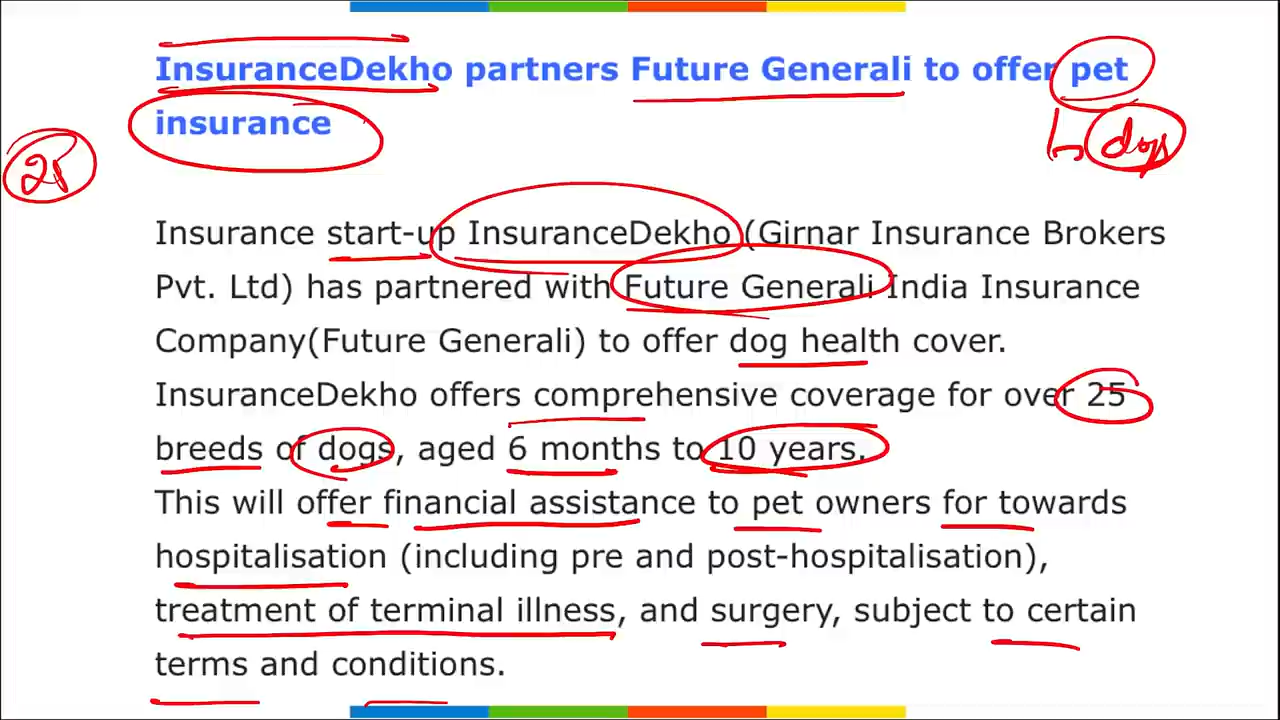 InsuranceDekho partners Future Generali to offer pet
insurance
dogs
25
Insurance start-up InsuranceDekho (Girnar Insurance Brokers
Pvt. Ltd) has partnered with Future Generali India Insurance
Company(Future Generali) to offer dog health cover.
InsuranceDekho offers comprehensive coverage for over 25
breeds of dogs, aged 6 months to 10 years.
This will offer financial assistance to pet owners for towards
hospitalisation (including pre and post-hospitalisation),
treatment of terminal illness, and surgery, subject to certain
terms and conditions.